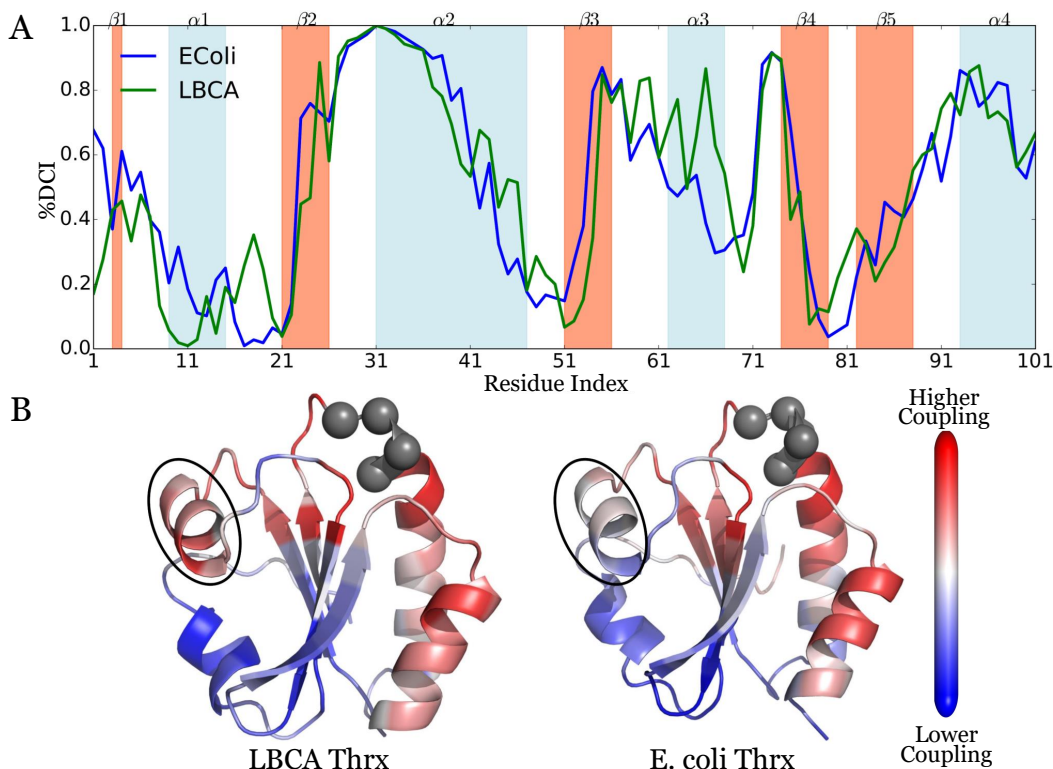 A
β1 α1 β2 α2 β3 α3 β4 β5 α4
1.0
EColi
LBCA
0.8
0.6
0.4
0.2
0.0
%DCI
1 11 21 31 41 51 61 71 81 91 101
Residue Index
B
Higher
Coupling
Lower
Coupling
LBCA Thrx
E. coli Thrx